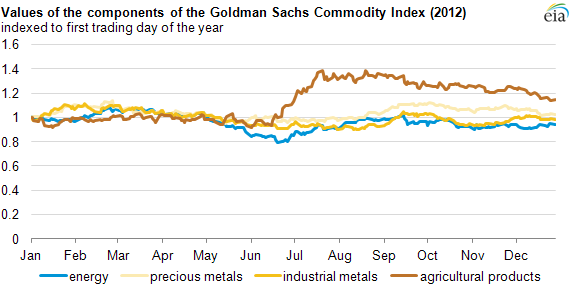 Values of the components of the Goldman Sachs Commodity Index (2012)
indexed to first trading day of the year
eia
1.6
1.4
1.2
1
0.8
0.6
0.4
0.2
0
Jan Feb Mar Apr May Jun Jul Aug Sep Oct Nov Dec
energy precious metals industrial metals agricultural products